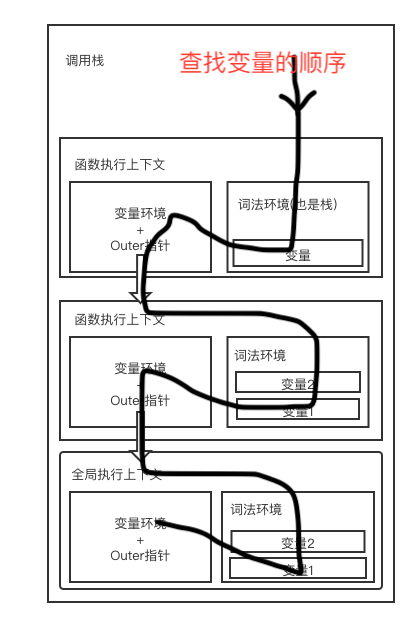 查找变量的顺序
调用栈
函数执行上下文
变量环境
+
Outer指针
词法环境(也是栈)
变量
函数执行上下文
变量环境
+
Outer指针
词法环境
变量2
变量1
全局执行上下文
变量环境
+
Outer指针
词法环境
变量2
变量1